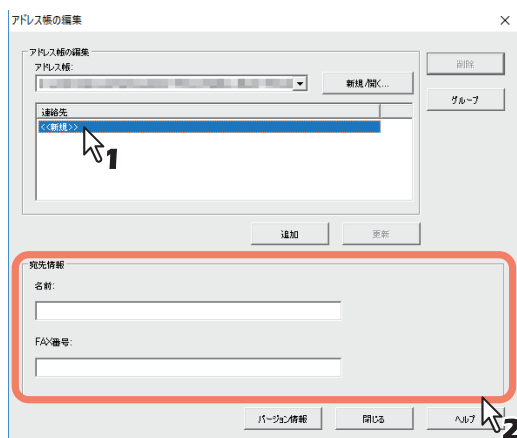 アドレス帳の編集
アドレス帳の編集
アドレス帳:
新規/開く...
削除
グループ
連絡先
<<新規>>
1
追加
更新
宛先情報
名前:
FAX番号:
バージョン情報
閉じる
ヘルプ
2